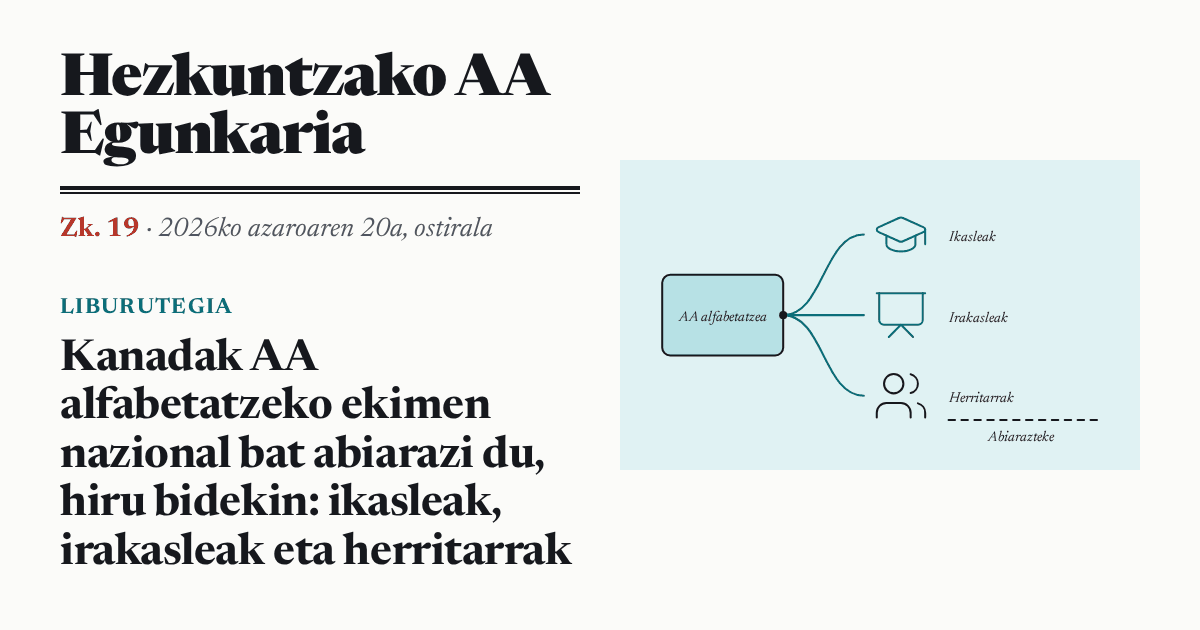 Hezkuntzako AA
Egunkaria
Zk. 19 · 2026ko azaroaren 20a, ostirala
LIBURUTEGIA
Kanadak AA
alfabetatzeko ekimen
nazional bat abiarazi du,
hiru bidekin: ikasleak,
irakasleak eta herritarrak
AA alfabetatzea
Ikasleak
Irakasleak
Herritarrak
Abiarazteke